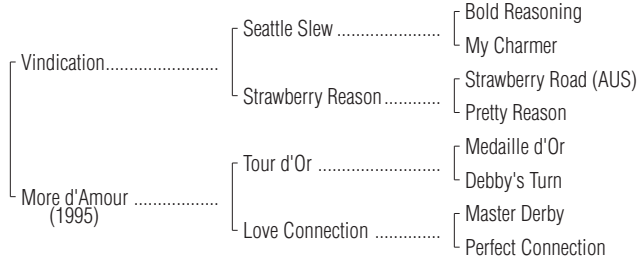 Bold Reasoning
Seattle Slew ..................
My Charmer
Vindication......................
Strawberry Road (AUS)
Strawberry Reason ...........
Pretty Reason
Medaille d'Or
Tour d'Or .....................
Debby's Turn
More d'Amour .................
(1995)
Master Derby
Love Connection .............
Perfect Connection